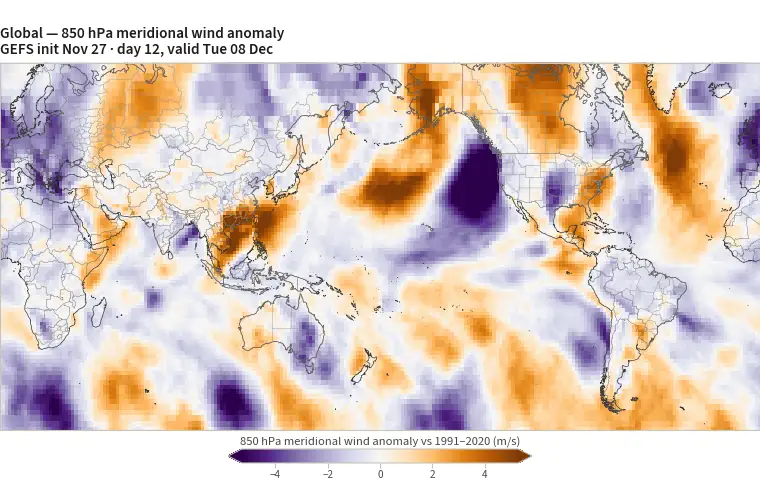 Global — 850 hPa meridional wind anomaly
GEFS init Nov 27 · day 12, valid Tue 08 Dec
850 hPa meridional wind anomaly vs 1991–2020 (m/s)
−4 −2 0 2 4